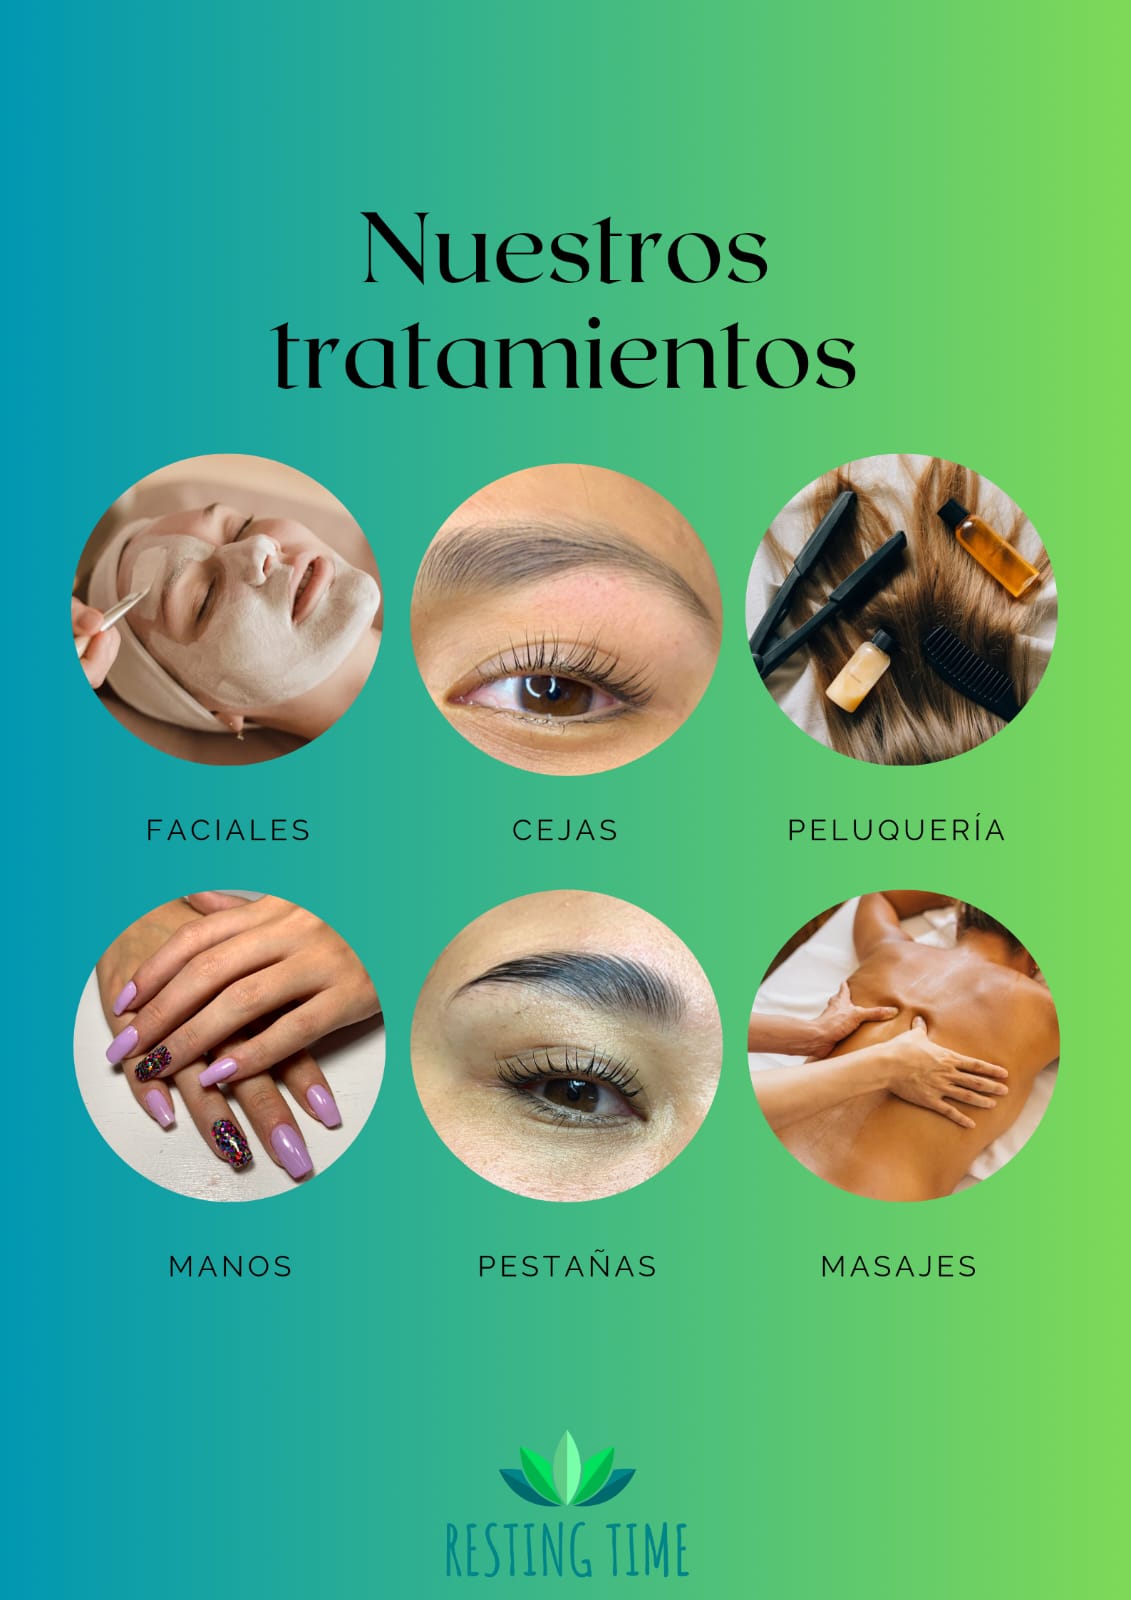 Nuestros
tratamientos
FACIALES
CEJAS
PELUQUERÍA
MANOS
PESTAÑAS
MASAJES
RESTING TIME